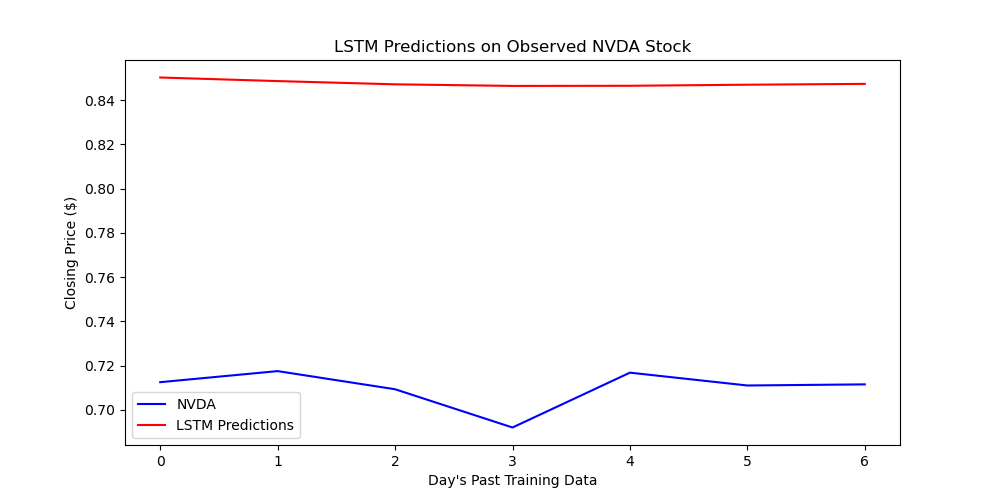 LSTM Predictions on Observed NVDA Stock
Closing Price ($)
0.84
0.82
0.80
0.78
0.76
0.74
0.72
0.70
NVDA
LSTM Predictions
0 1 2 3 4 5 6
Day's Past Training Data